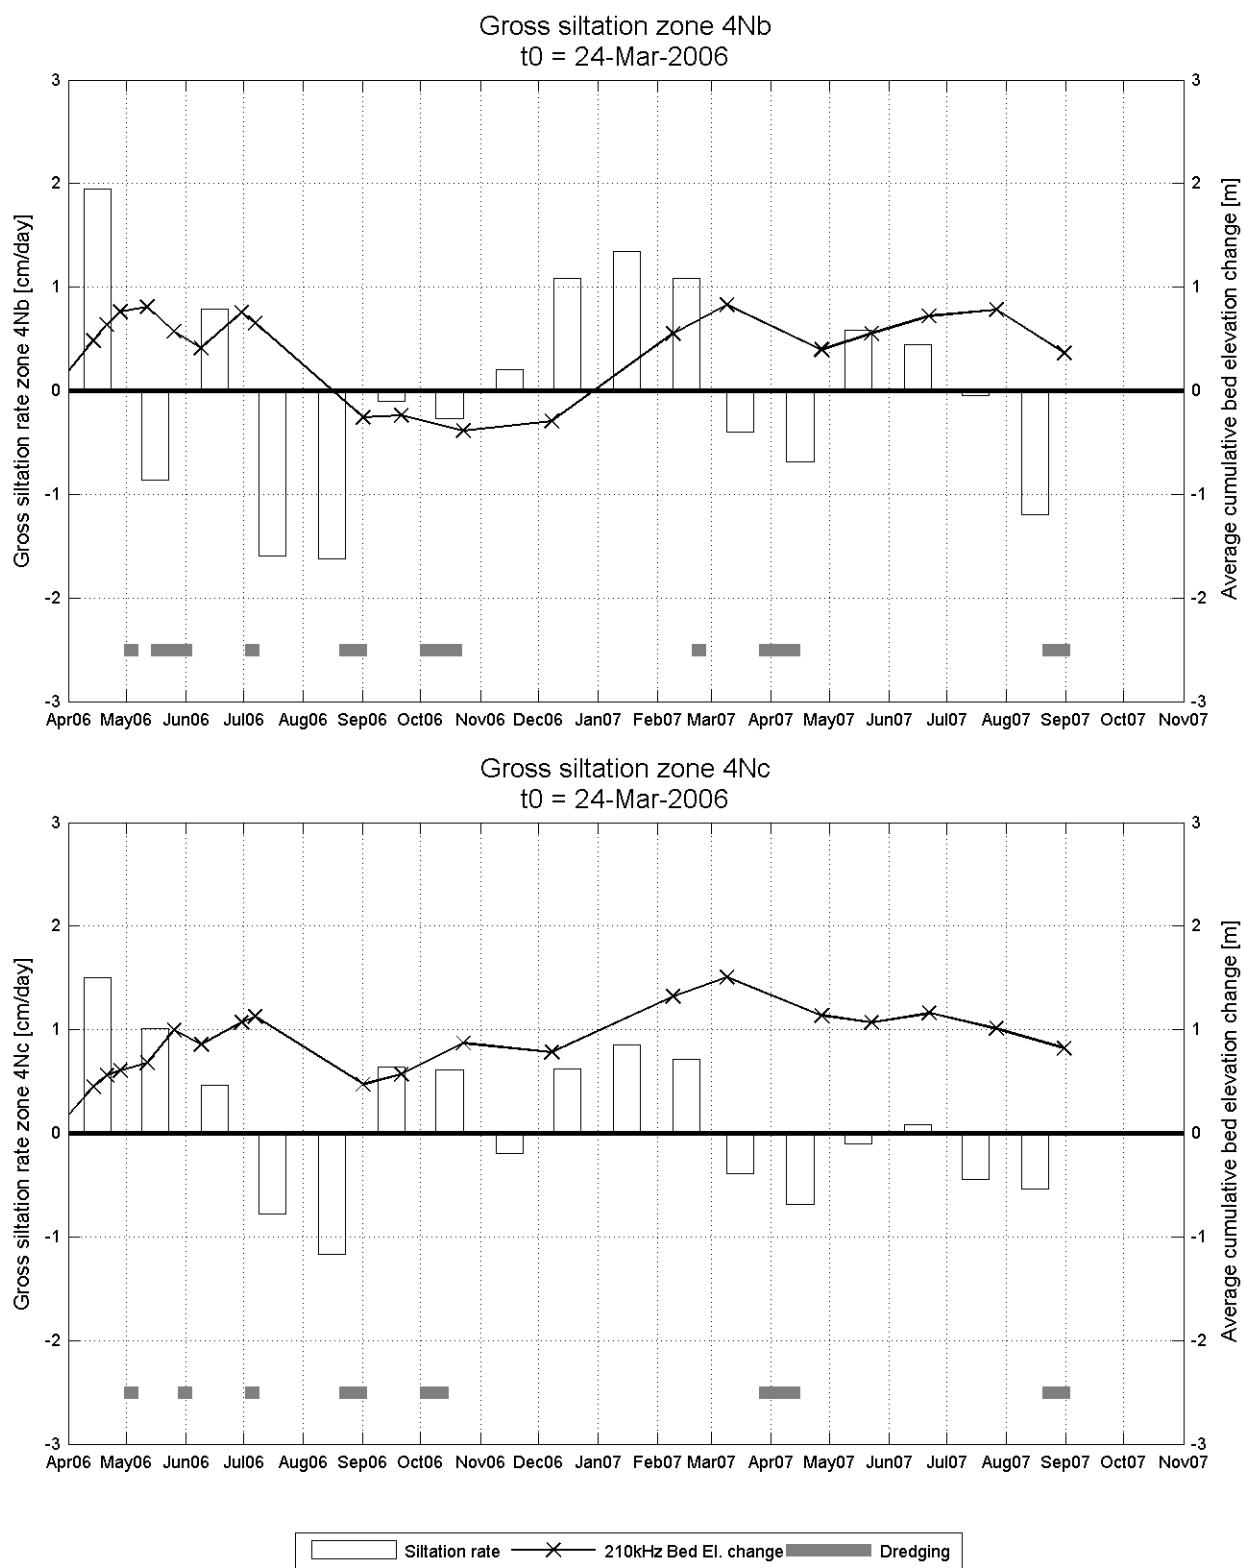 Gross siltation zone 4Nb
t0 = 24-Mar-2006
Gross siltation rate zone 4Nb [cm/day]
3
2
1
0
-1
-2
-3
3
2
1
0
-1
-2
-3
Average cumulative bed elevation change [m]
Apr06 May06 Jun06 Jul06 Aug06 Sep06 Oct06 Nov06 Dec06 Jan07 Feb07 Mar07 Apr07 May07 Jun07 Jul07 Aug07 Sep07 Oct07 Nov07
Gross siltation zone 4Nc
t0 = 24-Mar-2006
Gross siltation rate zone 4Nc [cm/day]
3
2
1
0
-1
-2
-3
3
2
1
0
-1
-2
-3
Average cumulative bed elevation change [m]
Apr06 May06 Jun06 Jul06 Aug06 Sep06 Oct06 Nov06 Dec06 Jan07 Feb07 Mar07 Apr07 May07 Jun07 Jul07 Aug07 Sep07 Oct07 Nov07
Siltation rate 210kHz Bed El. change Dredging